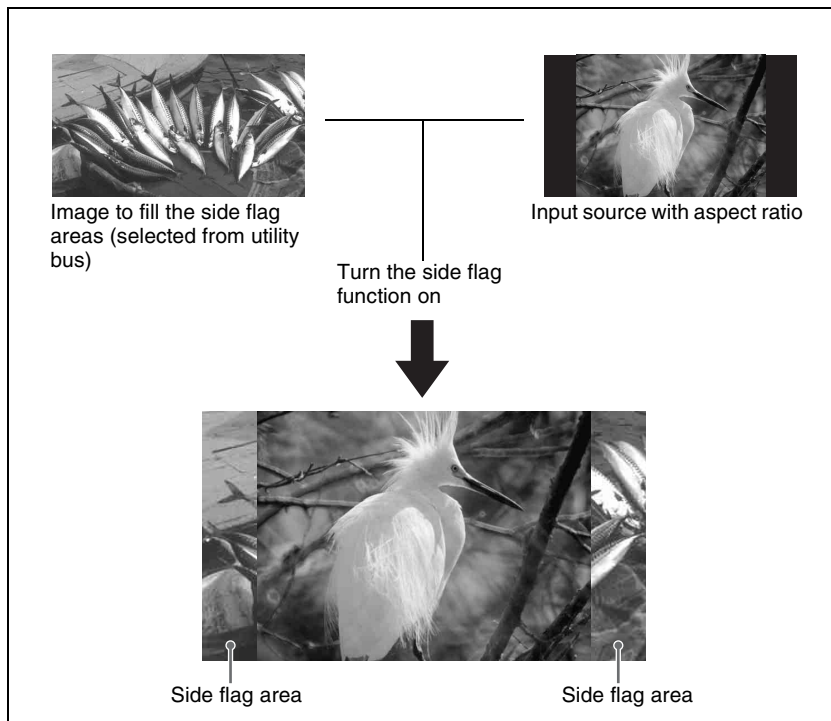 Image to fill the side flag
areas (selected from utility
bus)
Input source with aspect ratio
Turn the side flag
function on
Side flag area
Side flag area